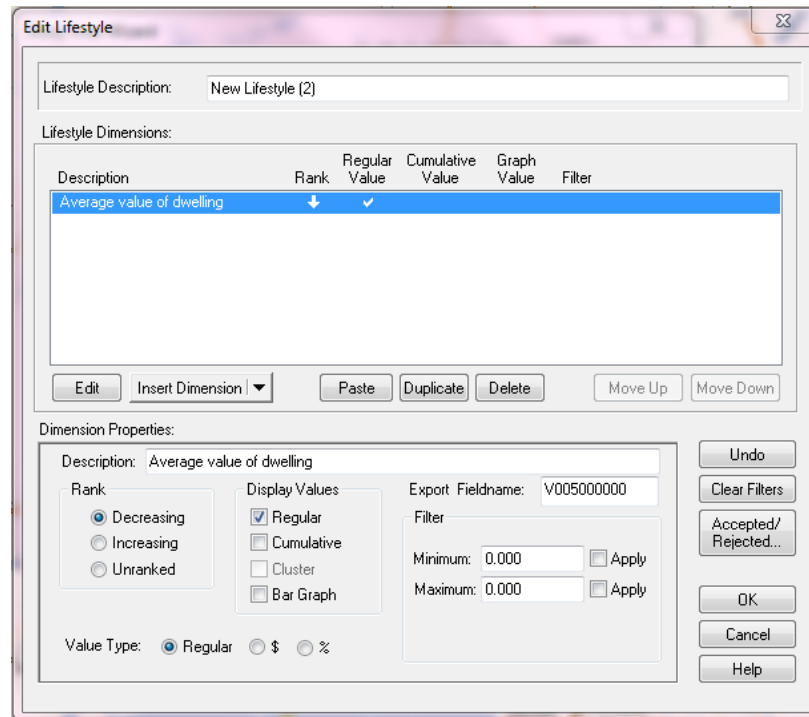 Edit Lifestyle
Lifestyle Description: New Lifestyle (2)
Lifestyle Dimensions:
Description Rank Regular Value Cumulative Value Graph Value Filter
Average value of dwelling
Edit Insert Dimension Paste Duplicate Delete Move Up Move Down
Dimension Properties:
Description: Average value of dwelling
Undo
Rank Display Values Export Fieldname: V005000000
Clear Filters
Decreasing Regular Filter
Accepted/
Rejected...
Increasing Cumulative Minimum: 0.000 Apply
Unranked Cluster Maximum: 0.000 Apply
Bar Graph
OK
Value Type: Regular $ %
Cancel
Help